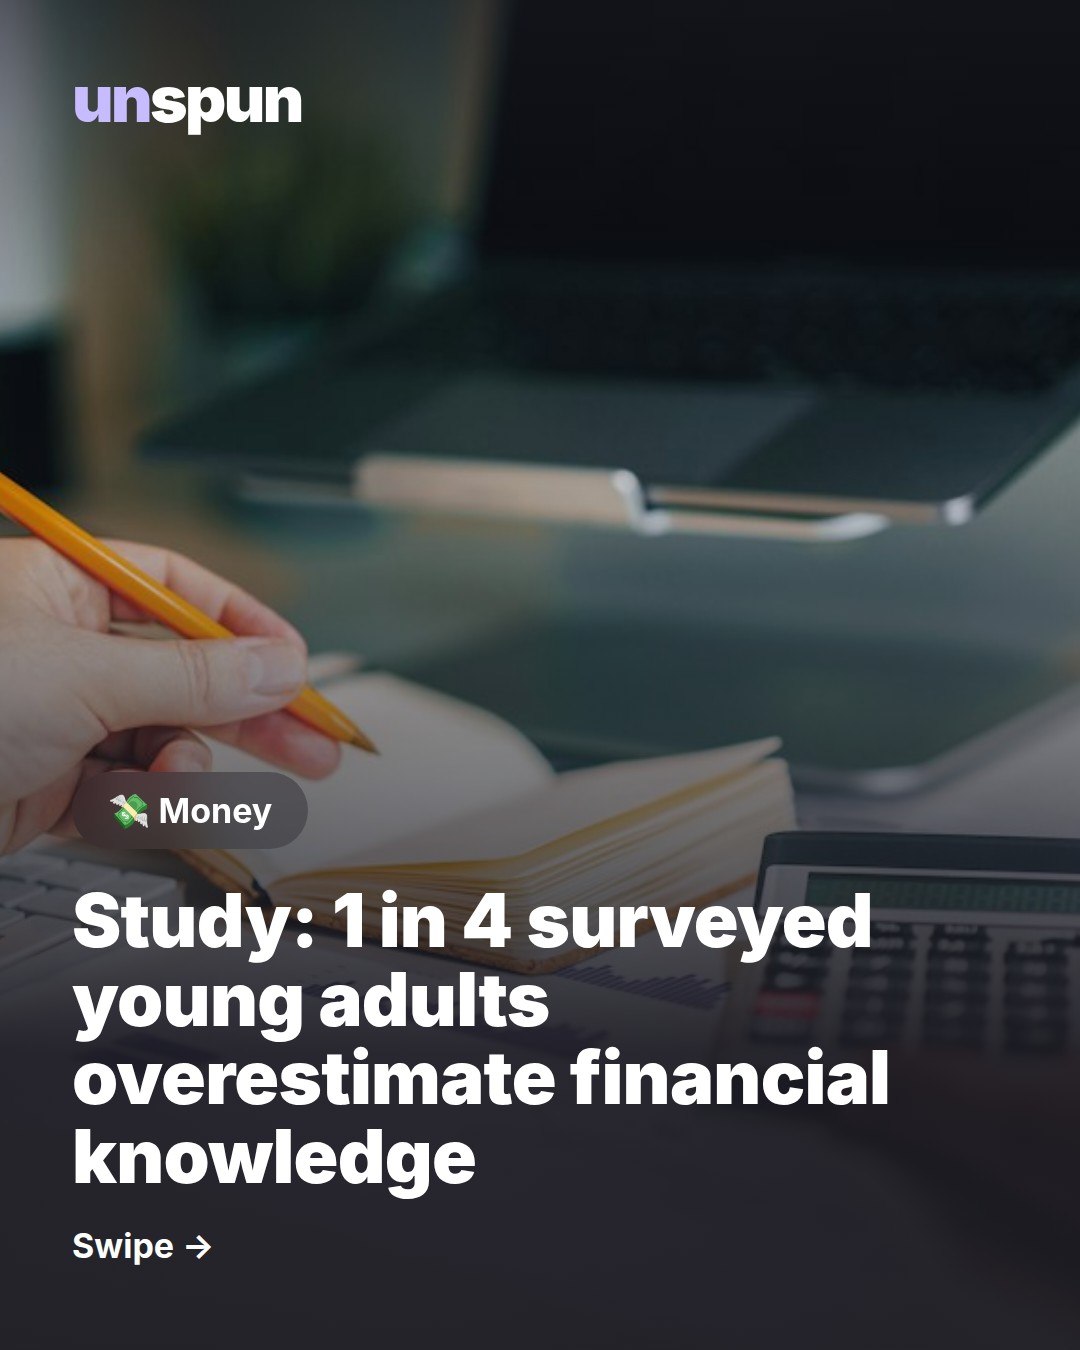 unspun
💸 Money
Study: 1 in 4 surveyed
young adults
overestimate financial
knowledge
Swipe →